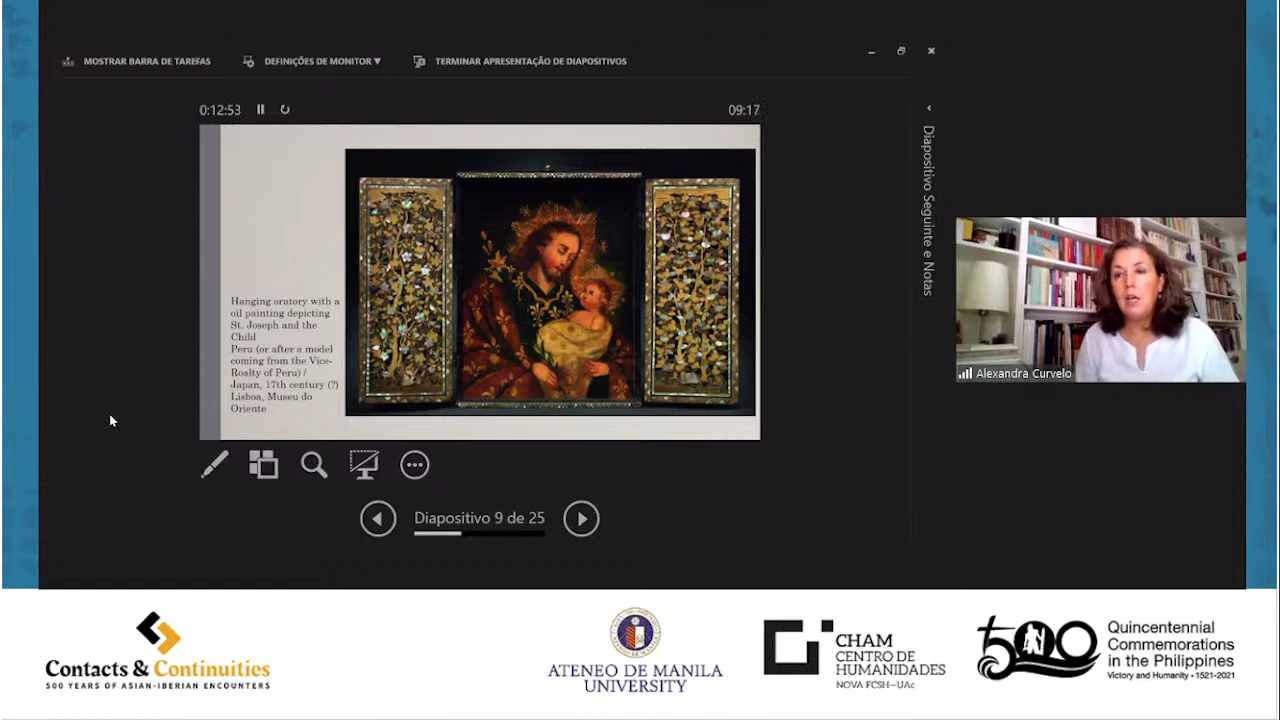 MOSTRAR BARRA DE TAREFAS
DEFINIÇÕES DE MONITOR ▼
TERMINAR APRESENTAÇÃO DE DIAPOSITIVOS
0:12:53
09:17
Hanging oratory with a
oil painting depicting
St. Joseph and the
Child
Peru (or after a model
coming from the Vice-
Roalty of Peru) /
Japan, 17th century (?)
Lisboa, Museu do
Oriente
Diapositivo Seguinte e Notas
Alexandra Curvelo
Diapositivo 9 de 25
Contacts & Continuities
500 YEARS OF ASIAN-IBERIAN ENCOUNTERS
ATENEO DE MANILA
UNIVERSITY
CHAM
CENTRO DE
HUMANIDADES
NOVA FCSH—UAc
500
Quincentennial
Commemorations
in the Philippines
Victory and Humanity • 1521-2021